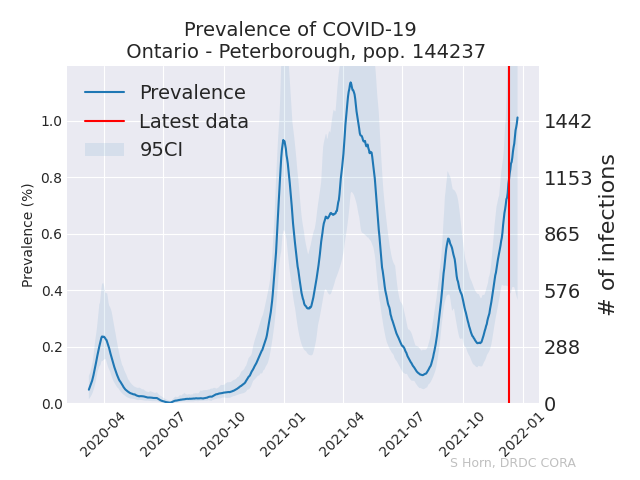 Prevalence of COVID-19
Ontario - Peterborough, pop. 144237
Prevalence
Latest data
95CI
Prevalence (%)
1.0
0.8
0.6
0.4
0.2
0.0
1442
1153
865
576
288
0
# of infections
2020-04
2020-07
2020-10
2021-01
2021-04
2021-07
2021-10
2022-01
S Horn, DRDC CORA